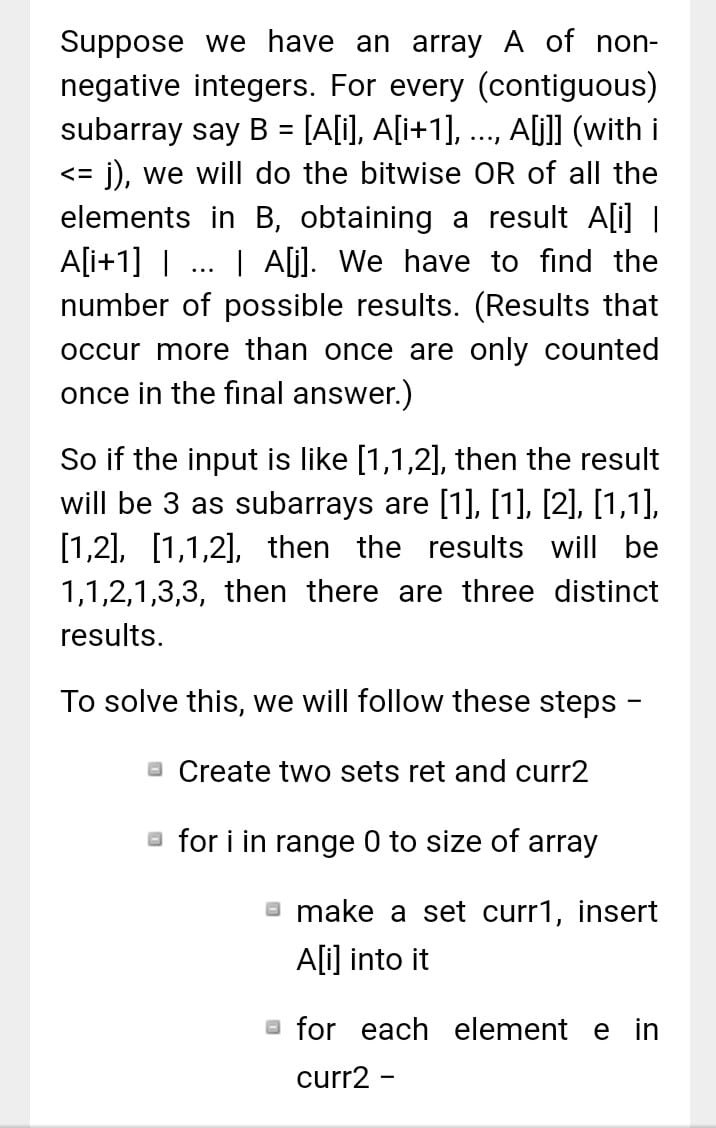 Suppose we have an array A of non-
negative integers. For every (contiguous)
subarray say B = [A[i], A[i+1], ..., A[j]] (with i
<= j), we will do the bitwise OR of all the
elements in B, obtaining a result A[i] |
A[i+1] | ... | A[j]. We have to find the
number of possible results. (Results that
occur more than once are only counted
once in the final answer.)
So if the input is like [1,1,2], then the result
will be 3 as subarrays are [1], [1], [2], [1,1],
[1,2], [1,1,2], then the results will be
1,1,2,1,3,3, then there are three distinct
results.
To solve this, we will follow these steps −
Create two sets ret and curr2
for i in range 0 to size of array
make a set curr1, insert
A[i] into it
for each element e in
curr2 −